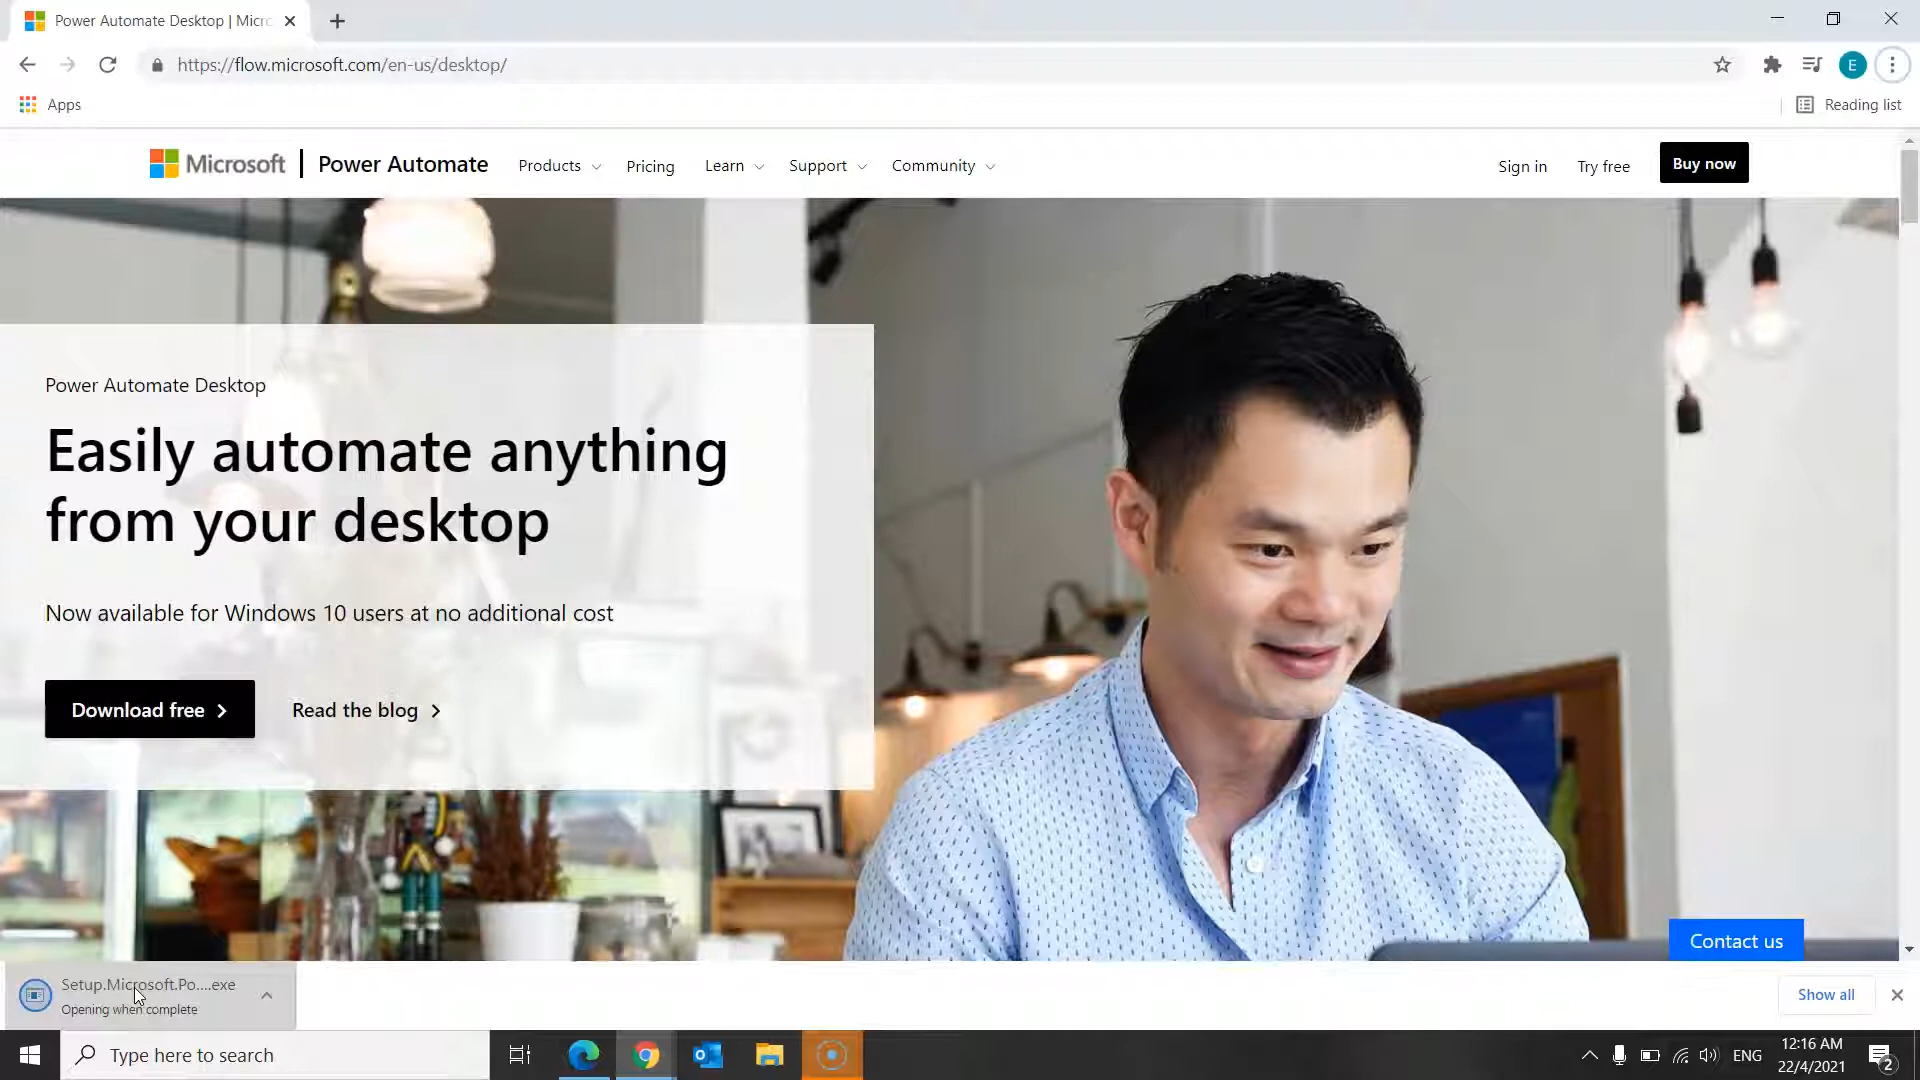 Power Automate Desktop | Micro
https://flow.microsoft.com/en-us/desktop/
E
Apps
Reading list
Microsoft
Power Automate
Products
Pricing
Learn
Support
Community
Sign in
Try free
Buy now
Power Automate Desktop
Easily automate anything
from your desktop
Now available for Windows 10 users at no additional cost
Download free
Read the blog
Contact us
Setup.Microsoft.Po....exe
Opening when complete
Show all
Type here to search
ENG
12:16 AM
22/4/2021
2